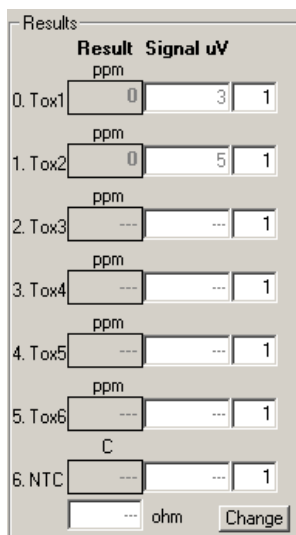 Results
Result Signal uV
ppm
0. Tox1 0 3 1
ppm
1. Tox2 0 5 1
ppm
2. Tox3 --- --- 1
ppm
3. Tox4 --- --- 1
ppm
4. Tox5 --- --- 1
ppm
5. Tox6 --- --- 1
C
6. NTC --- --- 1
--- ohm Change